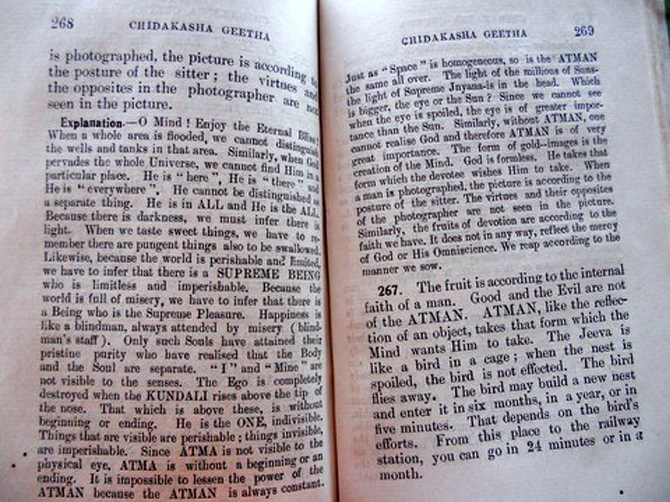 268 CHIDAKASHA GEETHA
is photographed, the picture is according to
the posture of the sitter ; the virtues and
the opposites in the photographer are not
seen in the picture.
Explanation.—O Mind ! Enjoy the Eternal Bliss !
When a whole area is flooded, we cannot distinguish
the wells and tanks in that area. Similarly, when God
pervades the whole Universe, we cannot find Him in a
particular place. He is "here", He is "there" and
He is "everywhere". He cannot be distinguished as
a separate thing. He is in ALL and He is the ALL.
Because there is darkness, we must infer there is
light. When we taste sweet things, we have to re-
member there are pungent things also to be swallowed.
Likewise, because the world is perishable and limited,
we have to infer that there is a SUPREME BEING
who is limitless and imperishable. Because the
world is full of misery, we have to infer that there is
a Being who is the Supreme Pleasure. Happiness is
like a blindman, always attended by misery (blind-
man's staff). Only such Souls have attained their
pristine purity who have realised that the Body
and the Soul are separate. "I" and "Mine" are
not visible to the senses. The Ego is completely
destroyed when the KUNDALI rises above the tip of
the nose. That which is above these, is without
beginning or ending. He is the ONE, indivisible.
Things that are visible are perishable ; things invisible,
are imperishable. Since ATMA is not visible to the
physical eye, ATMA is without a beginning or an
ending. It is impossible to lessen the power of the
ATMAN because the ATMAN is always constant.
CHIDAKASHA GEETHA 269
Just as "Space" is homogeneous, so is the ATMAN
the same all over. The light of the millions of Suns-
the light of Supreme Jnyana-is in the head. Which
is bigger, the eye or the Sun ? Since we cannot see
when the eye is spoiled, the eye is of greater impor-
tance than the Sun. Similarly, without ATMAN, one
cannot realise God and therefore ATMAN is of very
great importance. The form of gold--images is the
creation of the Mind. God is formless. He takes that
form which the devotee wishes Him to take. When
a man is photographed, the picture is according to the
posture of the sitter. The virtues and their opposites
of the photographer are not seen in the picture.
Similarly, the fruits of devotion are according to the
faith we have. It does not in any way, reflect the mercy
of God or His Omniscience. We reap according to the
manner we sow.
267. The fruit is according to the internal
faith of a man. Good and the Evil are not
of the ATMAN. ATMAN, like the reflec-
tion of an object, takes that form which the
Mind wants Him to take. The Jeeva is
like a bird in a cage ; when the nest is
spoiled, the bird is not effected. The bird
flies away. The bird may build a new nest
and enter it in six months, in a year, or in
five minutes. That depends on the bird's
efforts. From this place to the railway
station, you can go in 24 minutes or in a
month.